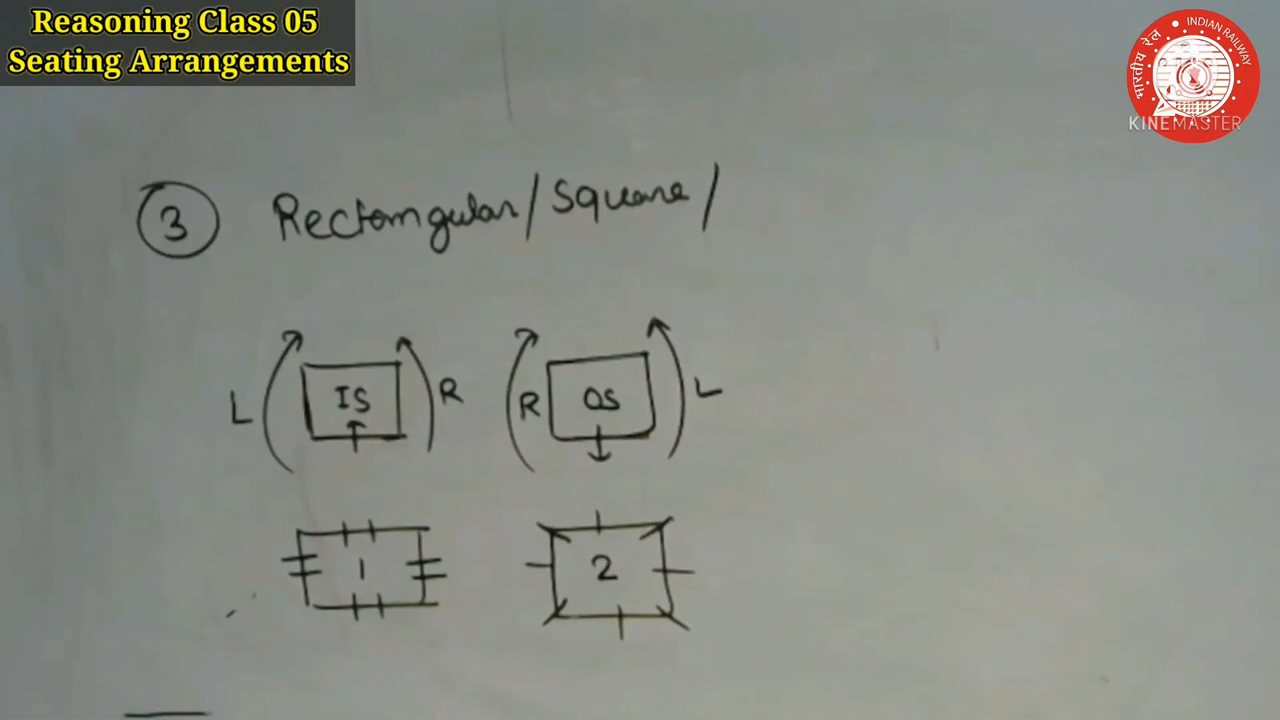 Reasoning Class 05
Seating Arrangements
भारतीय रेल
INDIAN RAILWAY
KINEMASTER
3 Rectangular/Square/
L IS R R OS L
1 2